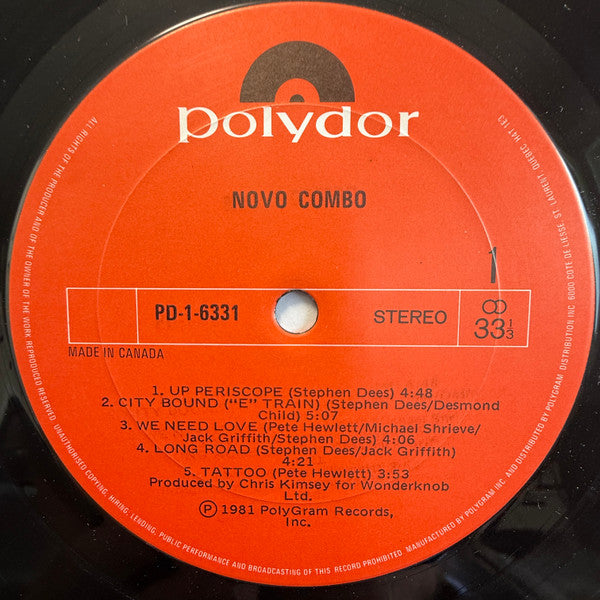 polydor
NOVO COMBO
1
PD-1-6331
STEREO
33 1/3
MADE IN CANADA
1. UP PERISCOPE (Stephen Dees) 4:48
2. CITY BOUND ("E" TRAIN) (Stephen Dees/Desmond
Child) 5:07
3. WE NEED LOVE (Pete Hewlett/Michael Shrieve/
Jack Griffith/Stephen Dees) 4:06
4. LONG ROAD (Stephen Dees/Jack Griffith)
4:21
5. TATTOO (Pete Hewlett) 3:53
Produced by Chris Kimsey for Wonderknob
Ltd.
Ⓟ 1981 PolyGram Records,
Inc.
ALL RIGHTS OF THE PRODUCER AND OF THE OWNER OF THE WORK REPRODUCED RESERVED. UNAUTHORISED COPYING, HIRING, LENDING, PUBLIC PERFORMANCE AND BROADCASTING OF THIS RECORD PROHIBITED. MANUFACTURED BY POLYGRAM INC. AND DISTRIBUTED BY POLYGRAM DISTRIBUTION INC. 6000 COTE DE LIESSE, ST. LAURENT, QUEBEC H4T 1E3